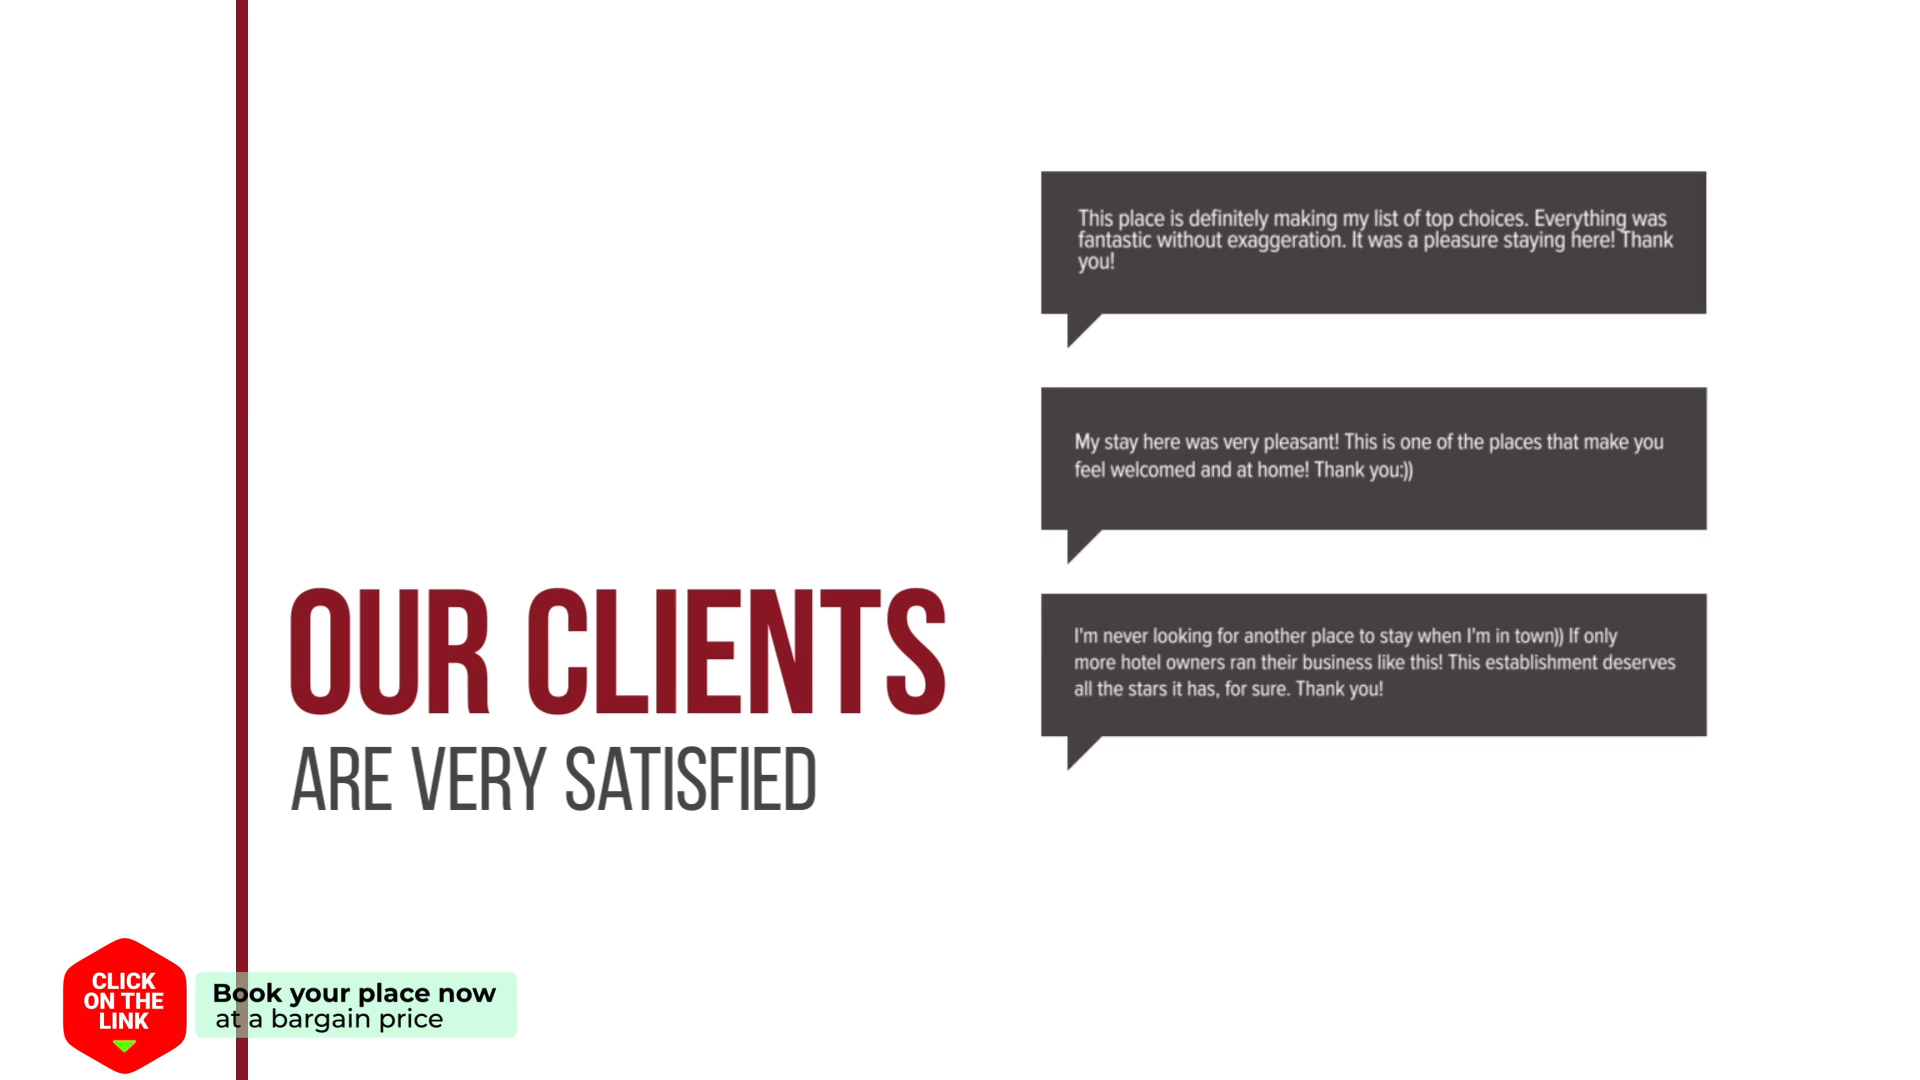 This place is definitely making my list of top choices. Everything was
fantastic without exaggeration. It was a pleasure staying here! Thank
you!
My stay here was very pleasant! This is one of the places that make you
feel welcomed and at home! Thank you:))
I'm never looking for another place to stay when I'm in town)) If only
more hotel owners ran their business like this! This establishment deserves
all the stars it has, for sure. Thank you!
OUR CLIENTS
ARE VERY SATISFIED
CLICK
ON THE
LINK
Book your place now
at a bargain price